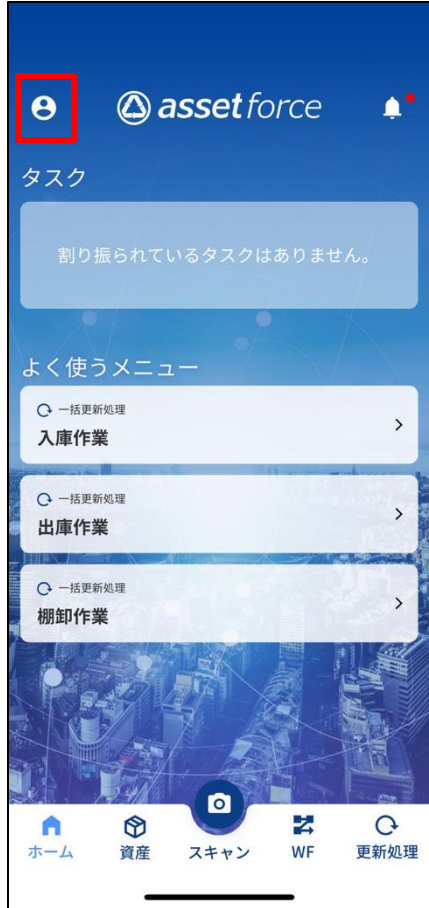 assetforce
タスク
割り振られているタスクはありません。
よく使うメニュー
一括更新処理
入庫作業
一括更新処理
出庫作業
一括更新処理
棚卸作業
ホーム
資産
スキャン
WF
更新処理